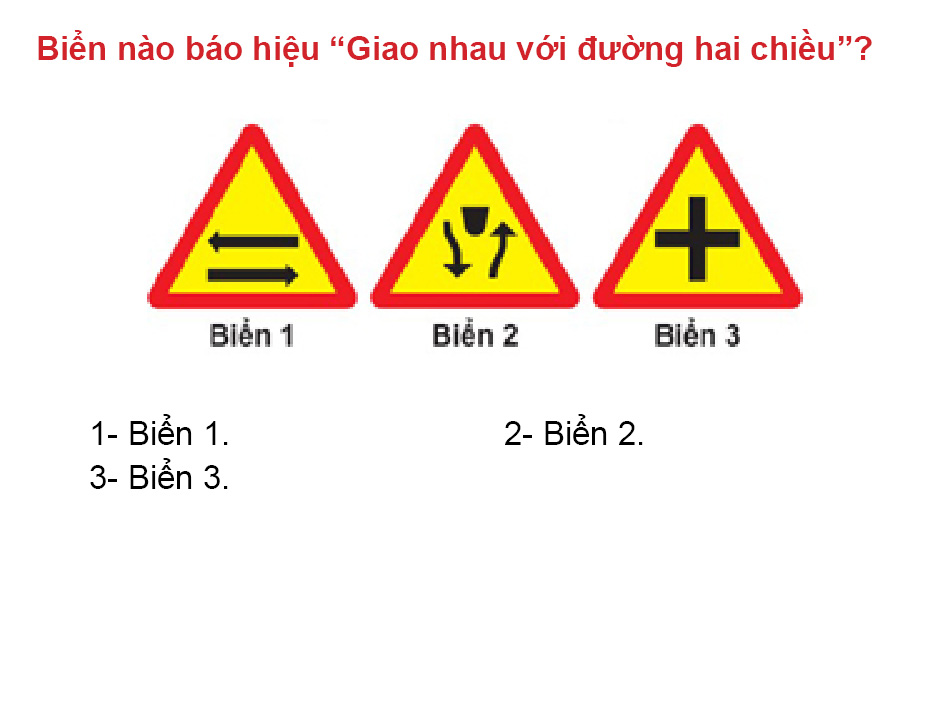 Biển nào báo hiệu “Giao nhau với đường hai chiều”?
Biển 1 Biển 2 Biển 3
1- Biển 1. 2- Biển 2.
3- Biển 3.